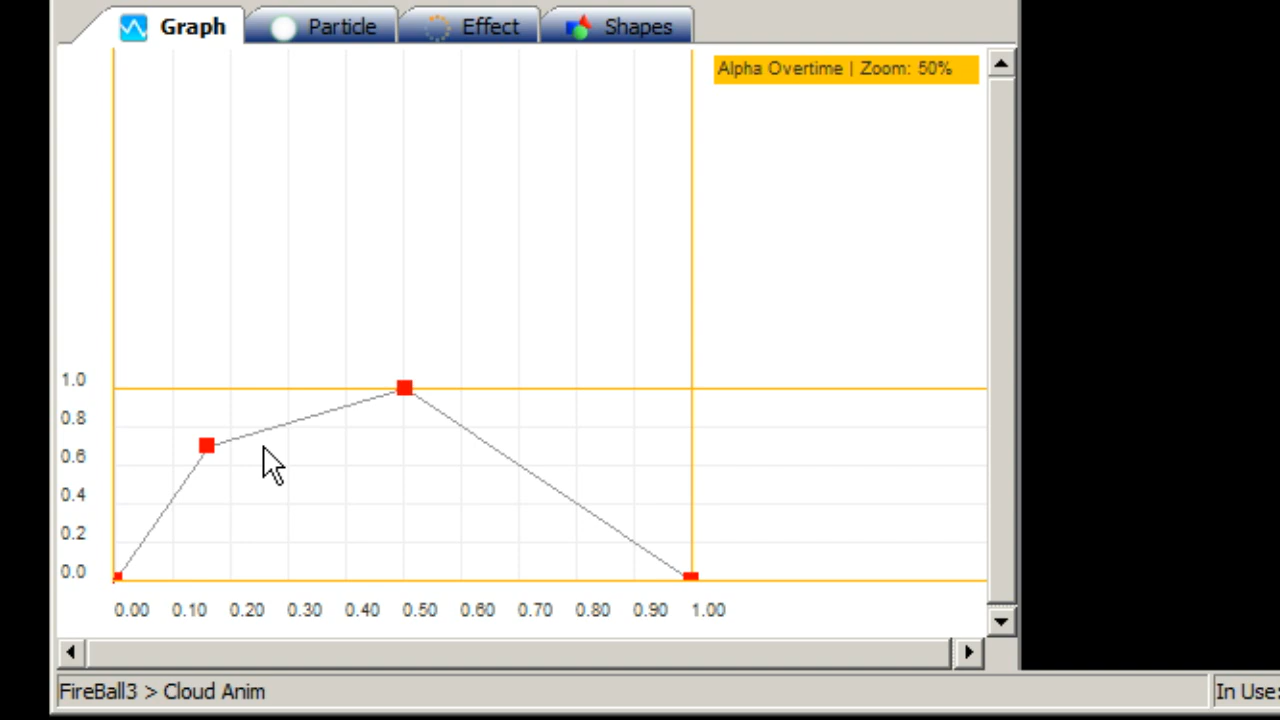 Graph Particle Effect Shapes
Alpha Overtime | Zoom: 50%
1.0
0.8
0.6
0.4
0.2
0.0
0.00 0.10 0.20 0.30 0.40 0.50 0.60 0.70 0.80 0.90 1.00
FireBall3 > Cloud Anim
In Use: